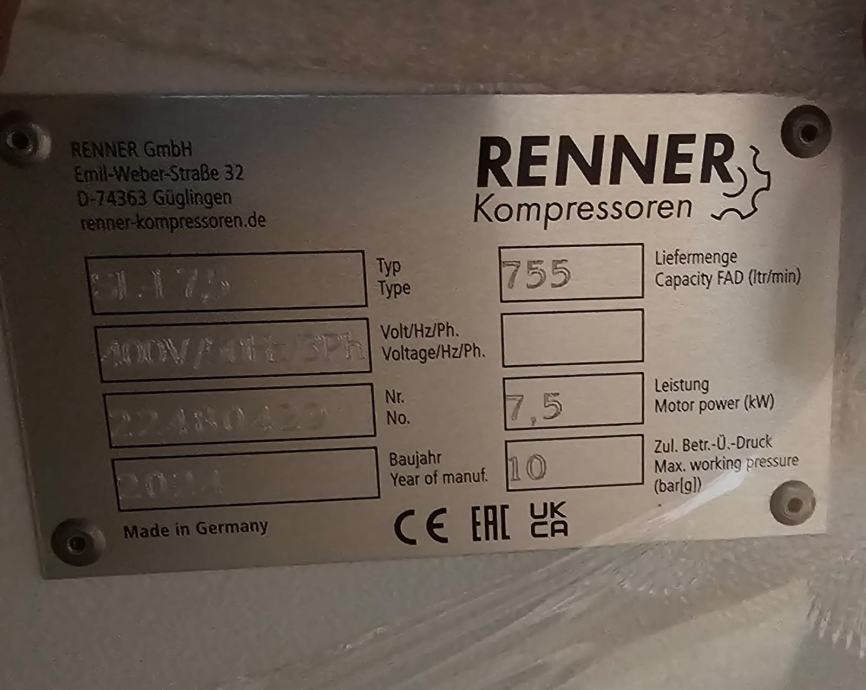 RENNER GmbH
Emil-Weber-Straße 32
D-74363 Güglingen
renner-kompressoren.de
RENNER
Kompressoren
Typ
Type
755
Liefermenge
Capacity FAD (ltr/min)
Volt/Hz/Ph.
Voltage/Hz/Ph.
Nr.
No.
7,5
Leistung
Motor power (kW)
Baujahr
Year of manuf.
10
Zul. Betr.-Ü.-Druck
Max. working pressure
(bar[g])
Made in Germany
CE EAC UK
CA